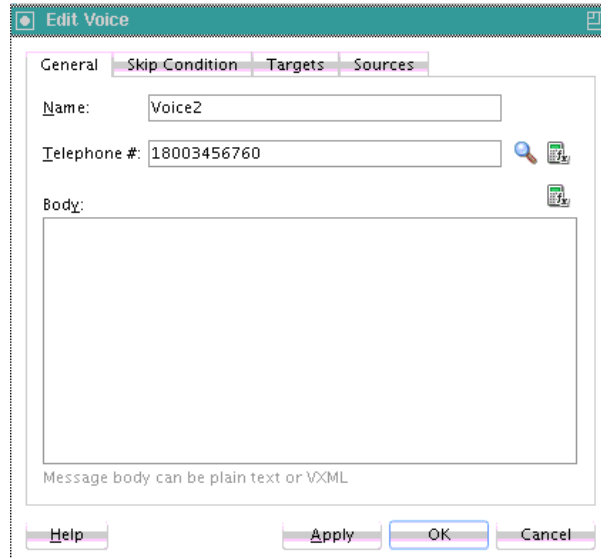 Edit Voice
General Skip Condition Targets Sources
Name: Voice2
Telephone #: 18003456760
Body:
Message body can be plain text or VXML
Help Apply OK Cancel